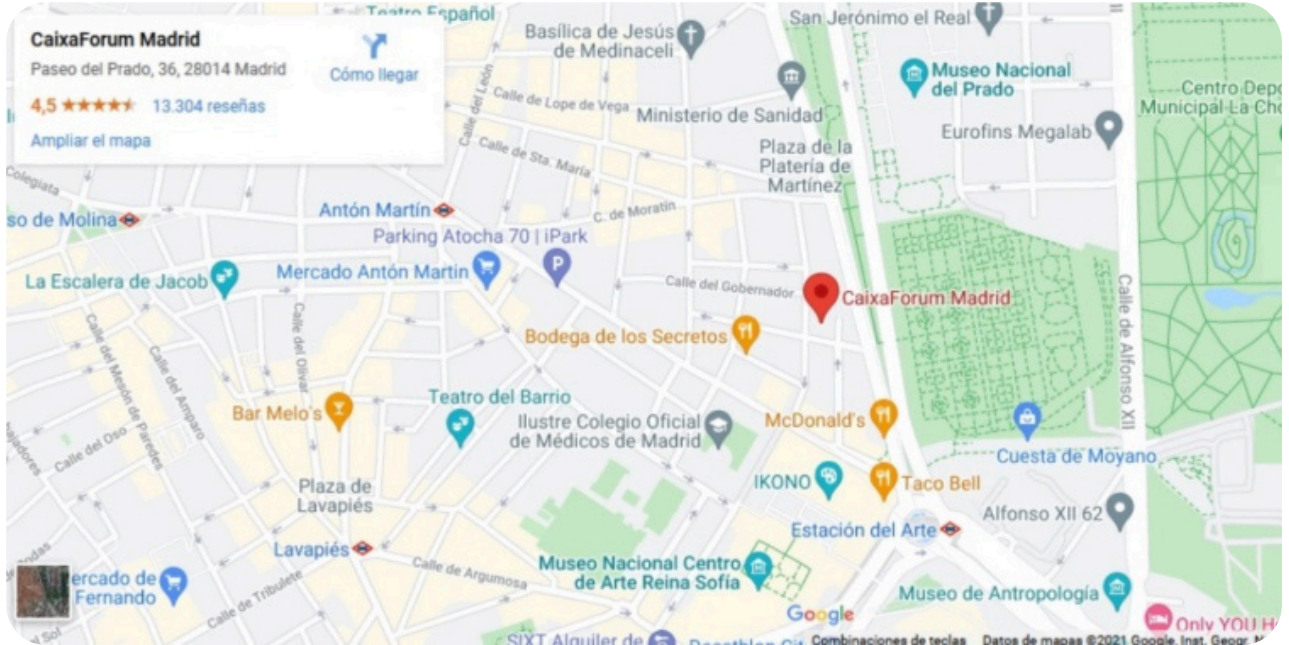 CaixaForum Madrid
Paseo del Prado, 36, 28014 Madrid
4,5
13.304 reseñas
Ampliar el mapa
Cómo llegar
Teatro Español
Basílica de Jesús
de Medinaceli
San Jerónimo el Real
Museo Nacional
del Prado
Centro Depo
Municipal La Cho
Calle del León
Calle de Lope de Vega
Ministerio de Sanidad
Eurofins Megalab
Calle de Sta. María
Plaza de la
Platería de
Martínez
Colegiata
so de Molina
Antón Martín
C. de Moratín
Parking Atocha 70 | iPark
La Escalera de Jacob
Mercado Antón Martin
Calle del Gobernador
CaixaForum Madrid
Calle de Alfonso XII
Calle del Mesón de Paredes
Calle del Amparo
Calle del Olivar
Bodega de los Secretos
Bar Melo's
Teatro del Barrio
Ilustre Colegio Oficial
de Médicos de Madrid
McDonald's
Cuesta de Moyano
Calle del Oso
bajadores
IKONO
Taco Bell
Plaza de
Lavapiés
Alfonso XII 62
Estación del Arte
Lavapiés
Calle de Argumosa
Museo Nacional Centro
de Arte Reina Sofía
Museo de Antropología
ercado de
Fernando
Calle de Tribulete
Google
Only YOU H
SIXT Alquiler de
Combinaciones de teclas
Datos de mapas ©2021 Google, Inst. Geogr. N